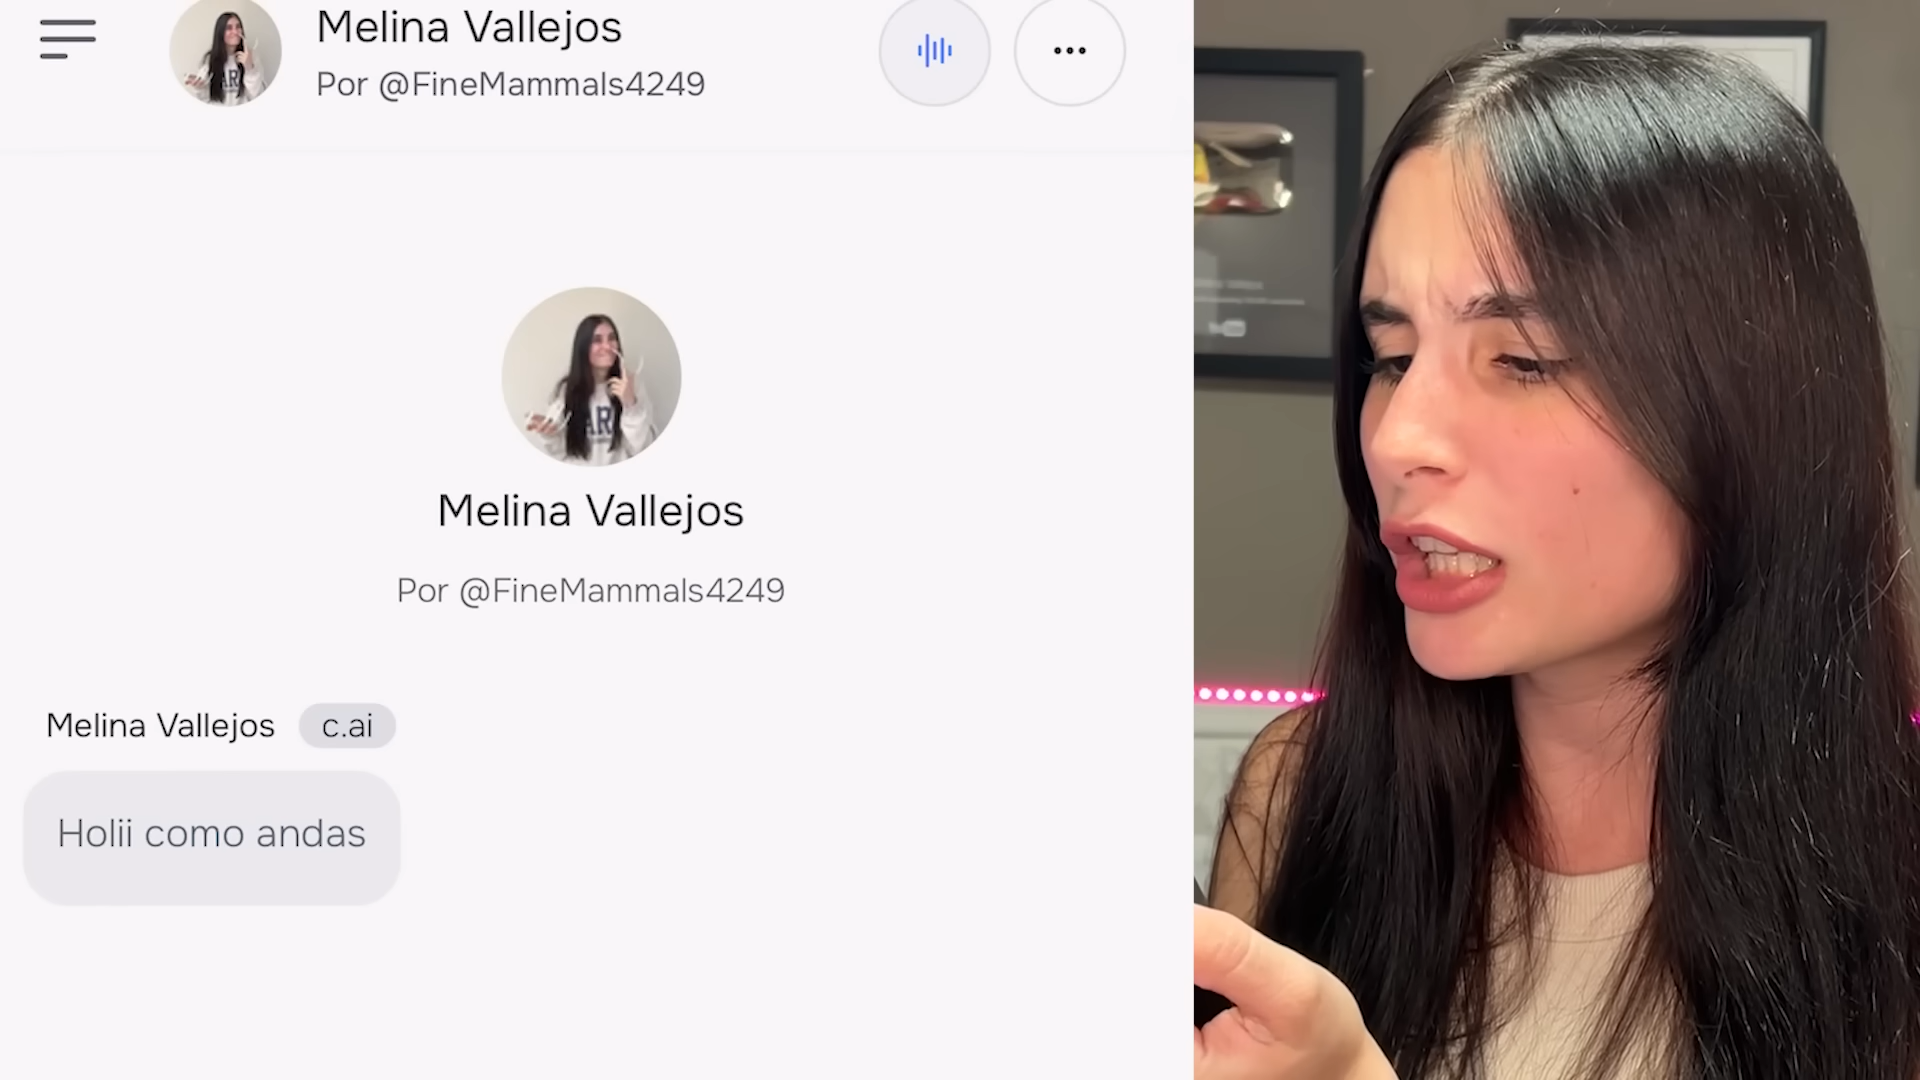 Melina Vallejos
Por @FineMammals4249
Melina Vallejos
Por @FineMammals4249
Melina Vallejos c.ai
Holii como andas